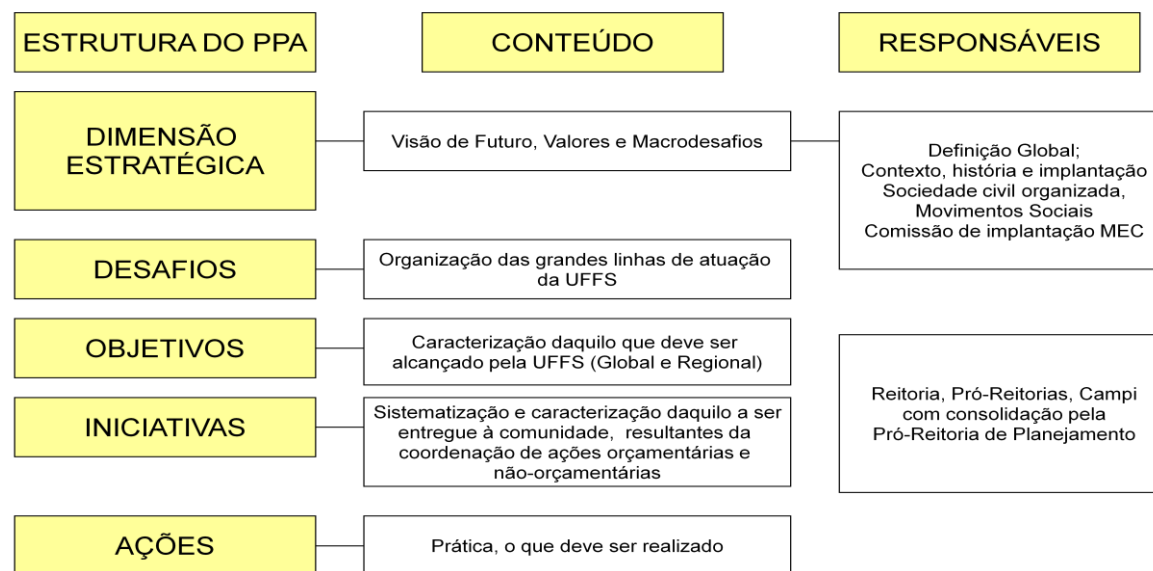 ESTRUTURA DO PPA
CONTEÚDO
RESPONSÁVEIS
DIMENSÃO
ESTRATÉGICA
Visão de Futuro, Valores e Macrodesafios
Definição Global;
Contexto, história e implantação
Sociedade civil organizada,
Movimentos Sociais
Comissão de implantação MEC
DESAFIOS
Organização das grandes linhas de atuação
da UFFS
OBJETIVOS
Caracterização daquilo que deve ser
alcançado pela UFFS (Global e Regional)
INICIATIVAS
Sistematização e caracterização daquilo a ser
entregue à comunidade, resultantes da
coordenação de ações orçamentárias e
não-orçamentárias
Reitoria, Pró-Reitorias, Campi
com consolidação pela
Pró-Reitoria de Planejamento
AÇÕES
Prática, o que deve ser realizado